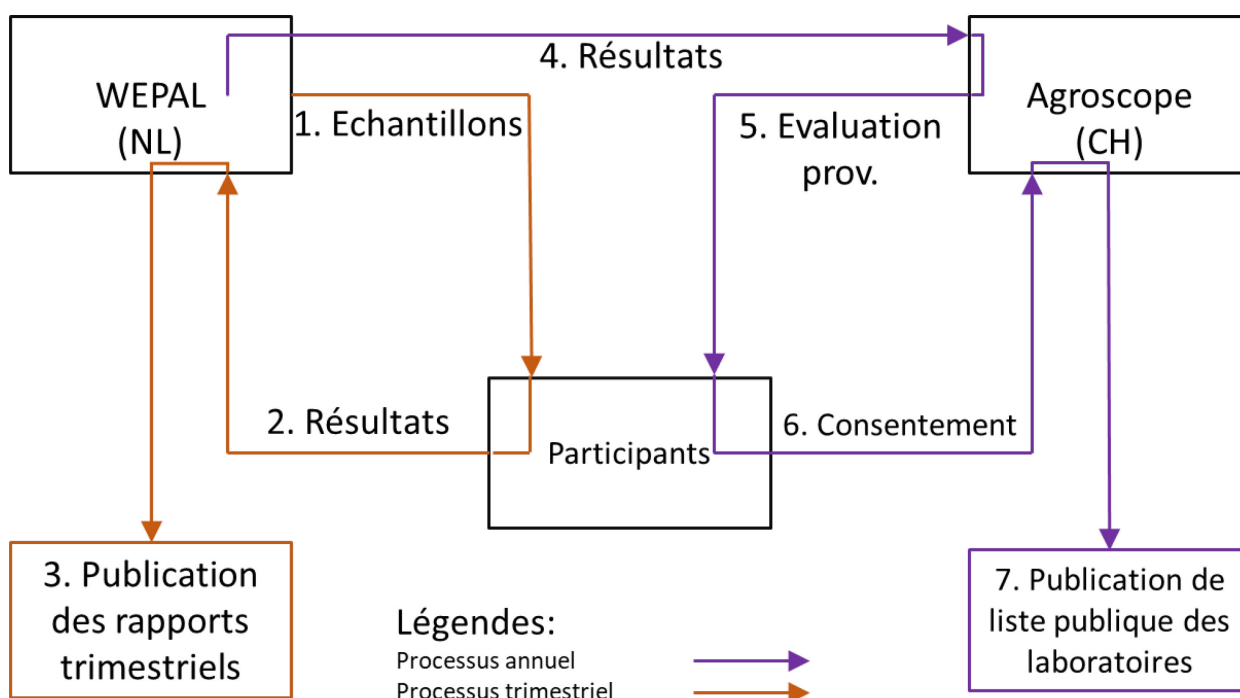 4. Résultats
WEPAL
(NL)
1. Echantillons
5. Evaluation
prov.
Agroscope
(CH)
2. Résultats
Participants
6. Consentement
3. Publication
des rapports
trimestriels
7. Publication de
liste publique des
laboratoires
Légendes:
Processus annuel
Processus trimestriel